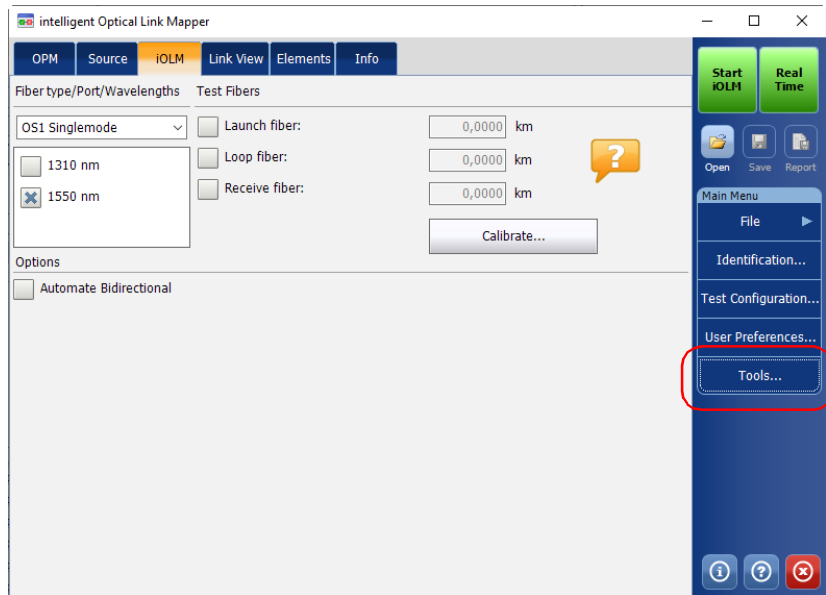 intelligent Optical Link Mapper
OPM Source iOLM Link View Elements Info
Fiber type/Port/Wavelengths
OS1 Singlemode
1310 nm
1550 nm
Test Fibers
Launch fiber: 0,0000 km
Loop fiber: 0,0000 km
Receive fiber: 0,0000 km
?
Calibrate...
Options
Automate Bidirectional
Start
iOLM
Real
Time
Open Save Report
Main Menu
File
Identification...
Test Configuration...
User Preferences...
Tools...
i ?